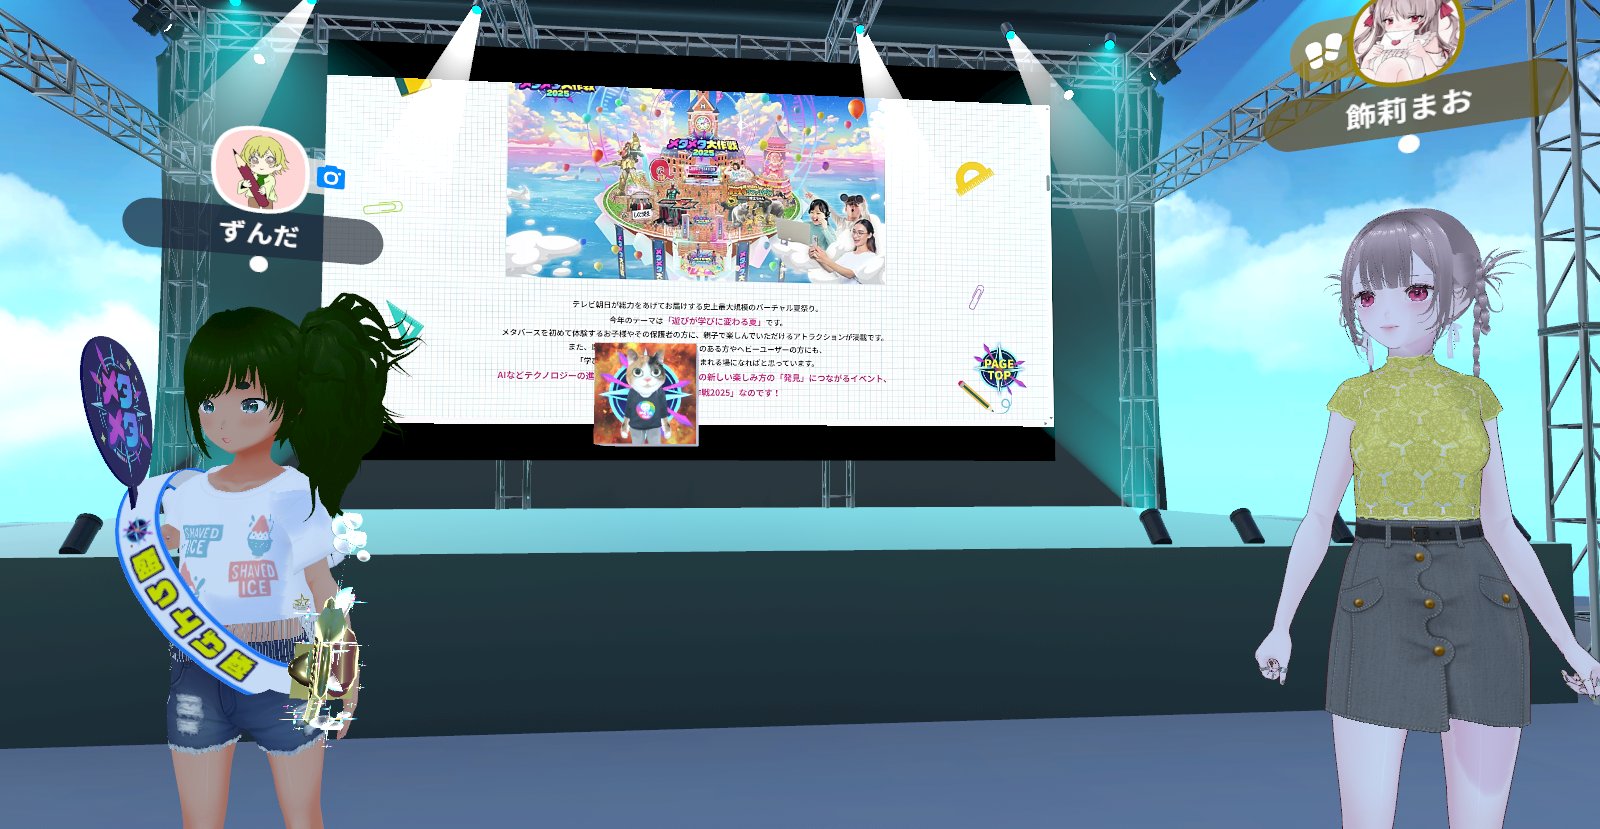 メタメタ大作戦
2025
飾莉まお
ずんだ
テレビ朝日が総力をあげてお届けする史上最大規模のバーチャル夏祭り。
今年のテーマは「遊びが学びに変わる夏」です。
メタバースを初めて体験するお子様やその保護者の方に、親子で楽しんでいただけるアトラクションが満載です。
また、
のある方やヘビーユーザーの方にも、
「学
まれる場になればと思っています。
AIなどテクノロジーの進
の新しい楽しみ方の「発見」につながるイベント、
戦2025」なのです！
PAGE
TOP
メタ
メタ
SHAVED
ICE
SHAVED
ICE